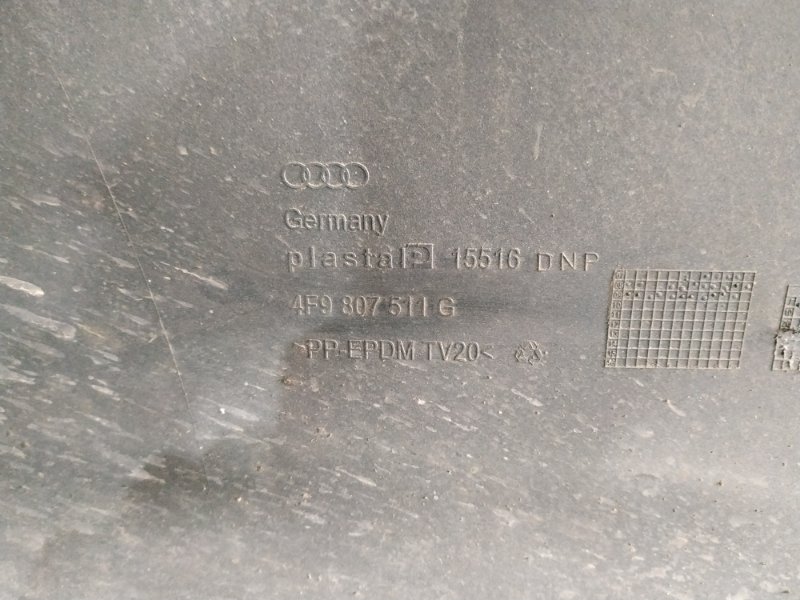 Germany
plasta P 15516 DNP
4F9 807 511 G
>PP-EPDM TV20<